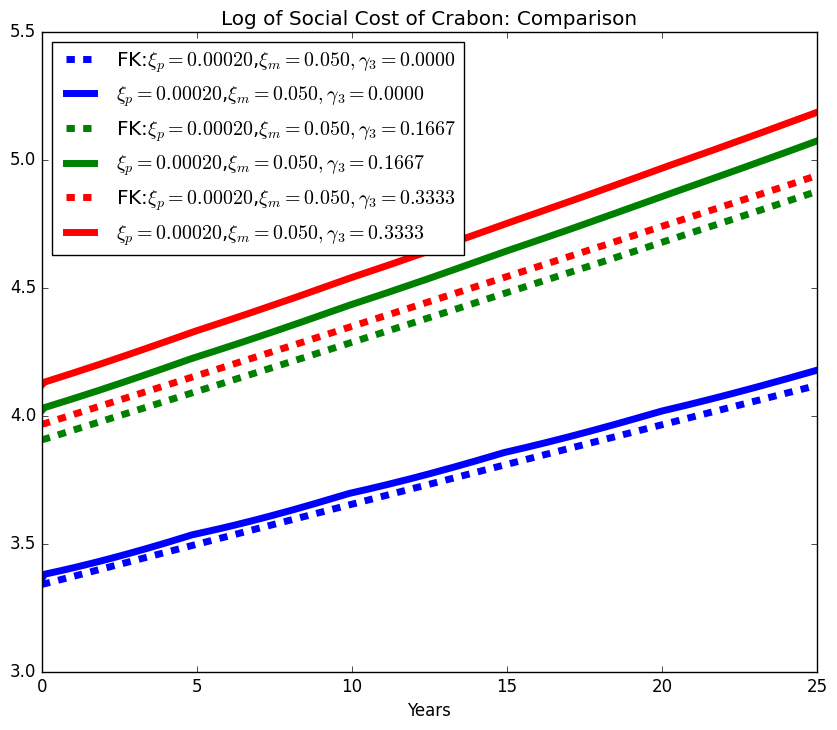 Log of Social Cost of Crabon: Comparison
5.5
5.0
4.5
4.0
3.5
3.0
FK:ξₚ = 0.00020,ξₘ = 0.050, γ₃ = 0.0000
ξₚ = 0.00020,ξₘ = 0.050, γ₃ = 0.0000
FK:ξₚ = 0.00020,ξₘ = 0.050, γ₃ = 0.1667
ξₚ = 0.00020,ξₘ = 0.050, γ₃ = 0.1667
FK:ξₚ = 0.00020,ξₘ = 0.050, γ₃ = 0.3333
ξₚ = 0.00020,ξₘ = 0.050, γ₃ = 0.3333
0 5 10 15 20 25
Years